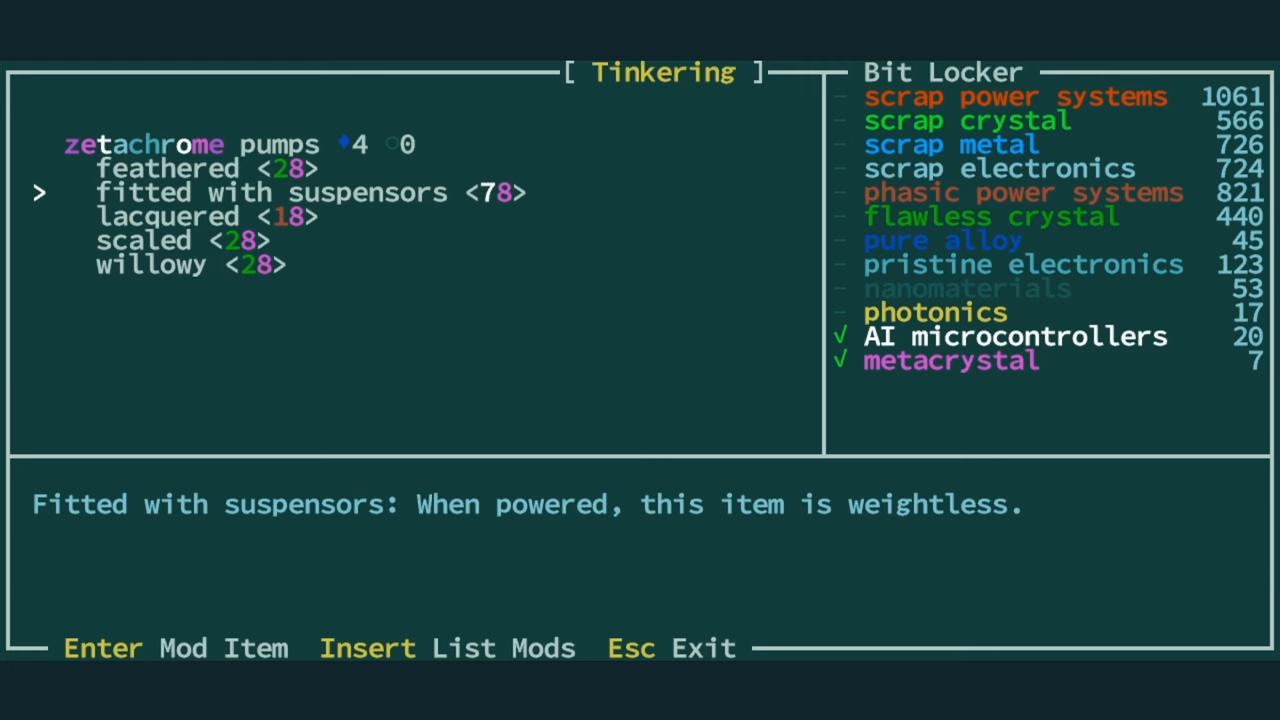 [ Tinkering ]
zetachrome pumps ♦4 ○0
feathered <28>
> fitted with suspensors <78>
lacquered <18>
scaled <28>
willowy <28>
Bit Locker
- scrap power systems 1061
- scrap crystal 566
- scrap metal 726
- scrap electronics 724
- phasic power systems 821
- flawless crystal 440
- pure alloy 45
- pristine electronics 123
- nanomaterials 53
- photonics 17
√ AI microcontrollers 20
√ metacrystal 7
Fitted with suspensors: When powered, this item is weightless.
Enter Mod Item Insert List Mods Esc Exit